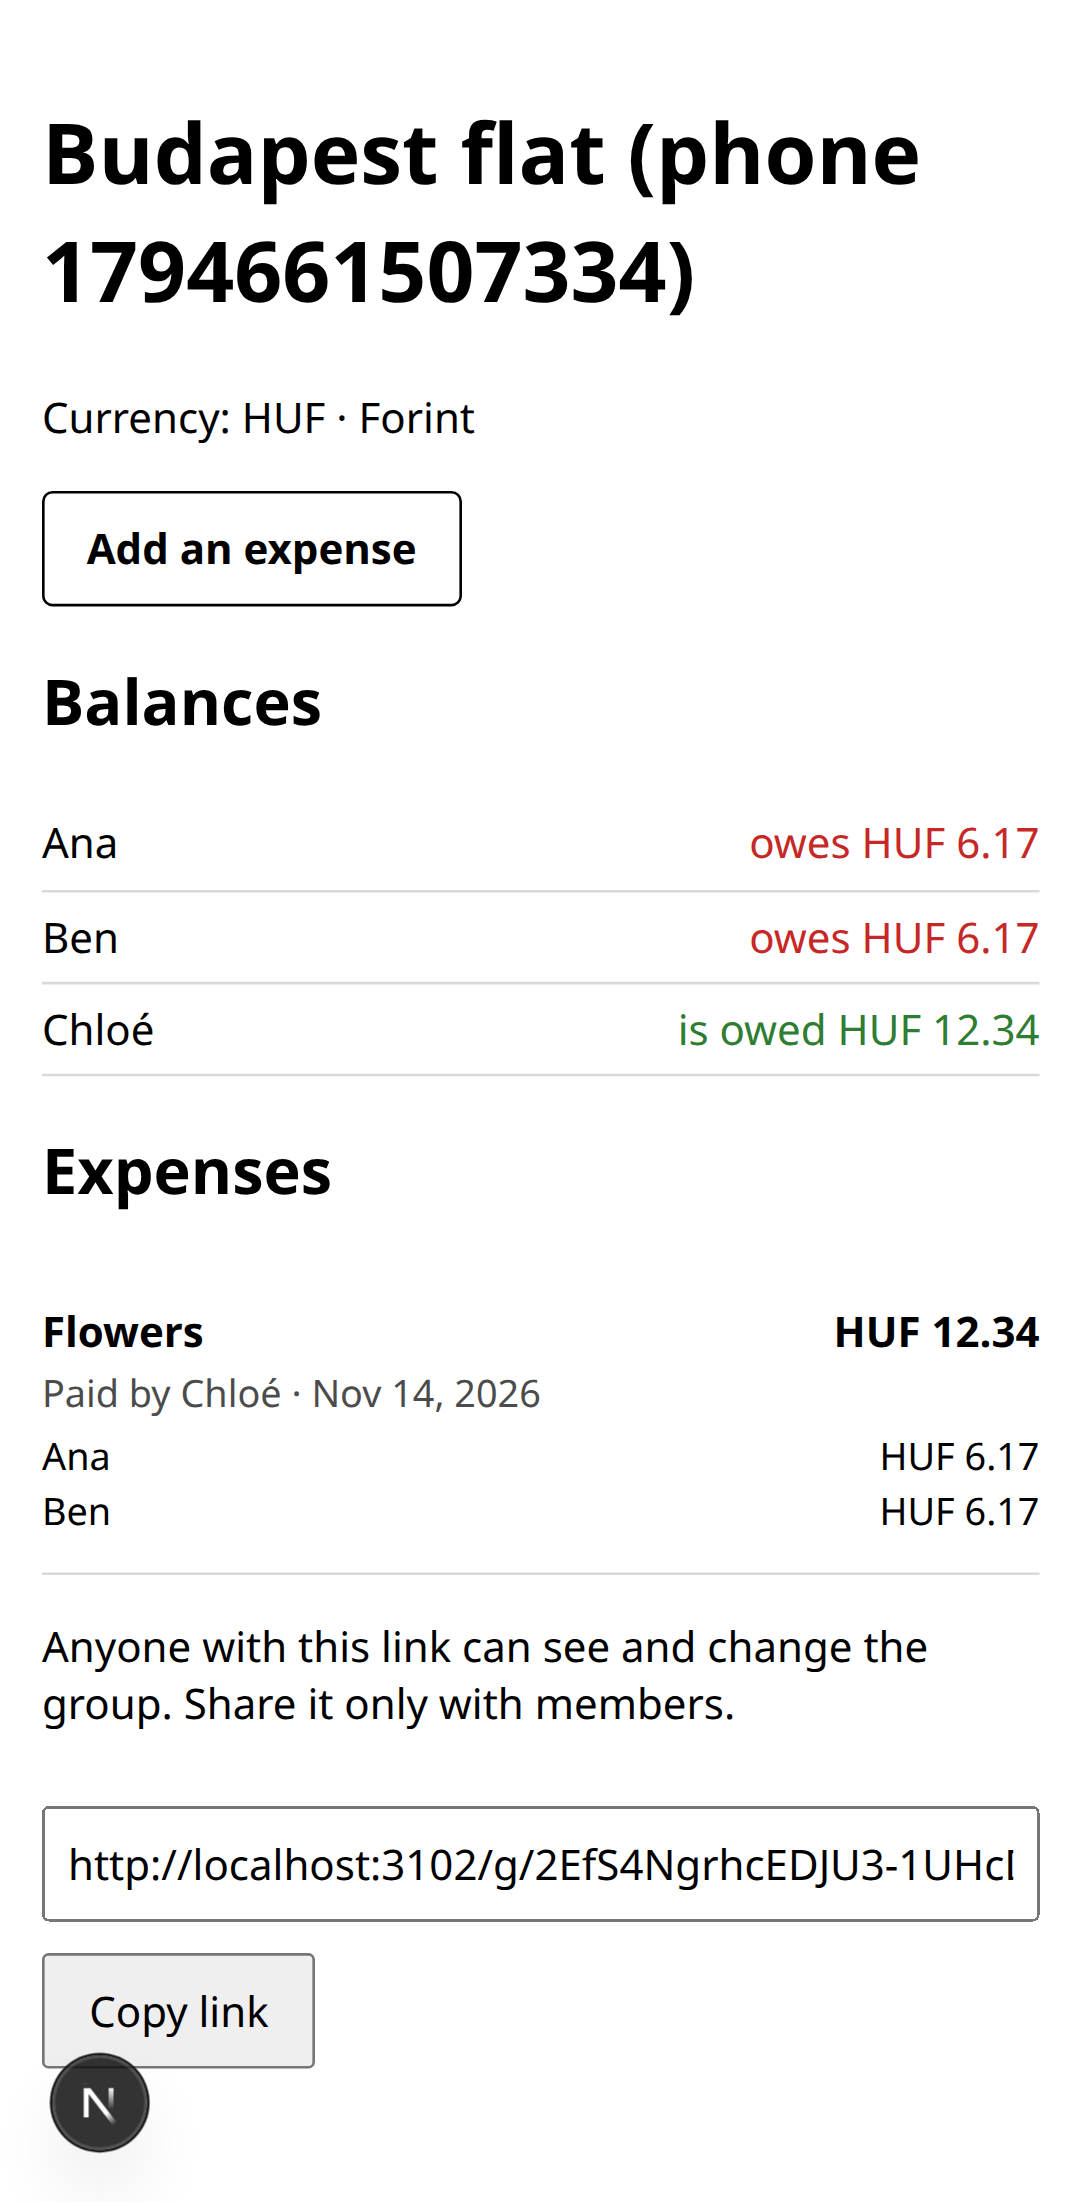 Budapest flat (phone
1794661507334)
Currency: HUF · Forint
Add an expense
Balances
Ana owes HUF 6.17
Ben owes HUF 6.17
Chloé is owed HUF 12.34
Expenses
Flowers HUF 12.34
Paid by Chloé · Nov 14, 2026
Ana HUF 6.17
Ben HUF 6.17
Anyone with this link can see and change the
group. Share it only with members.
http://localhost:3102/g/2EfS4NgrhcEDJU3-1UHc
Copy link
N